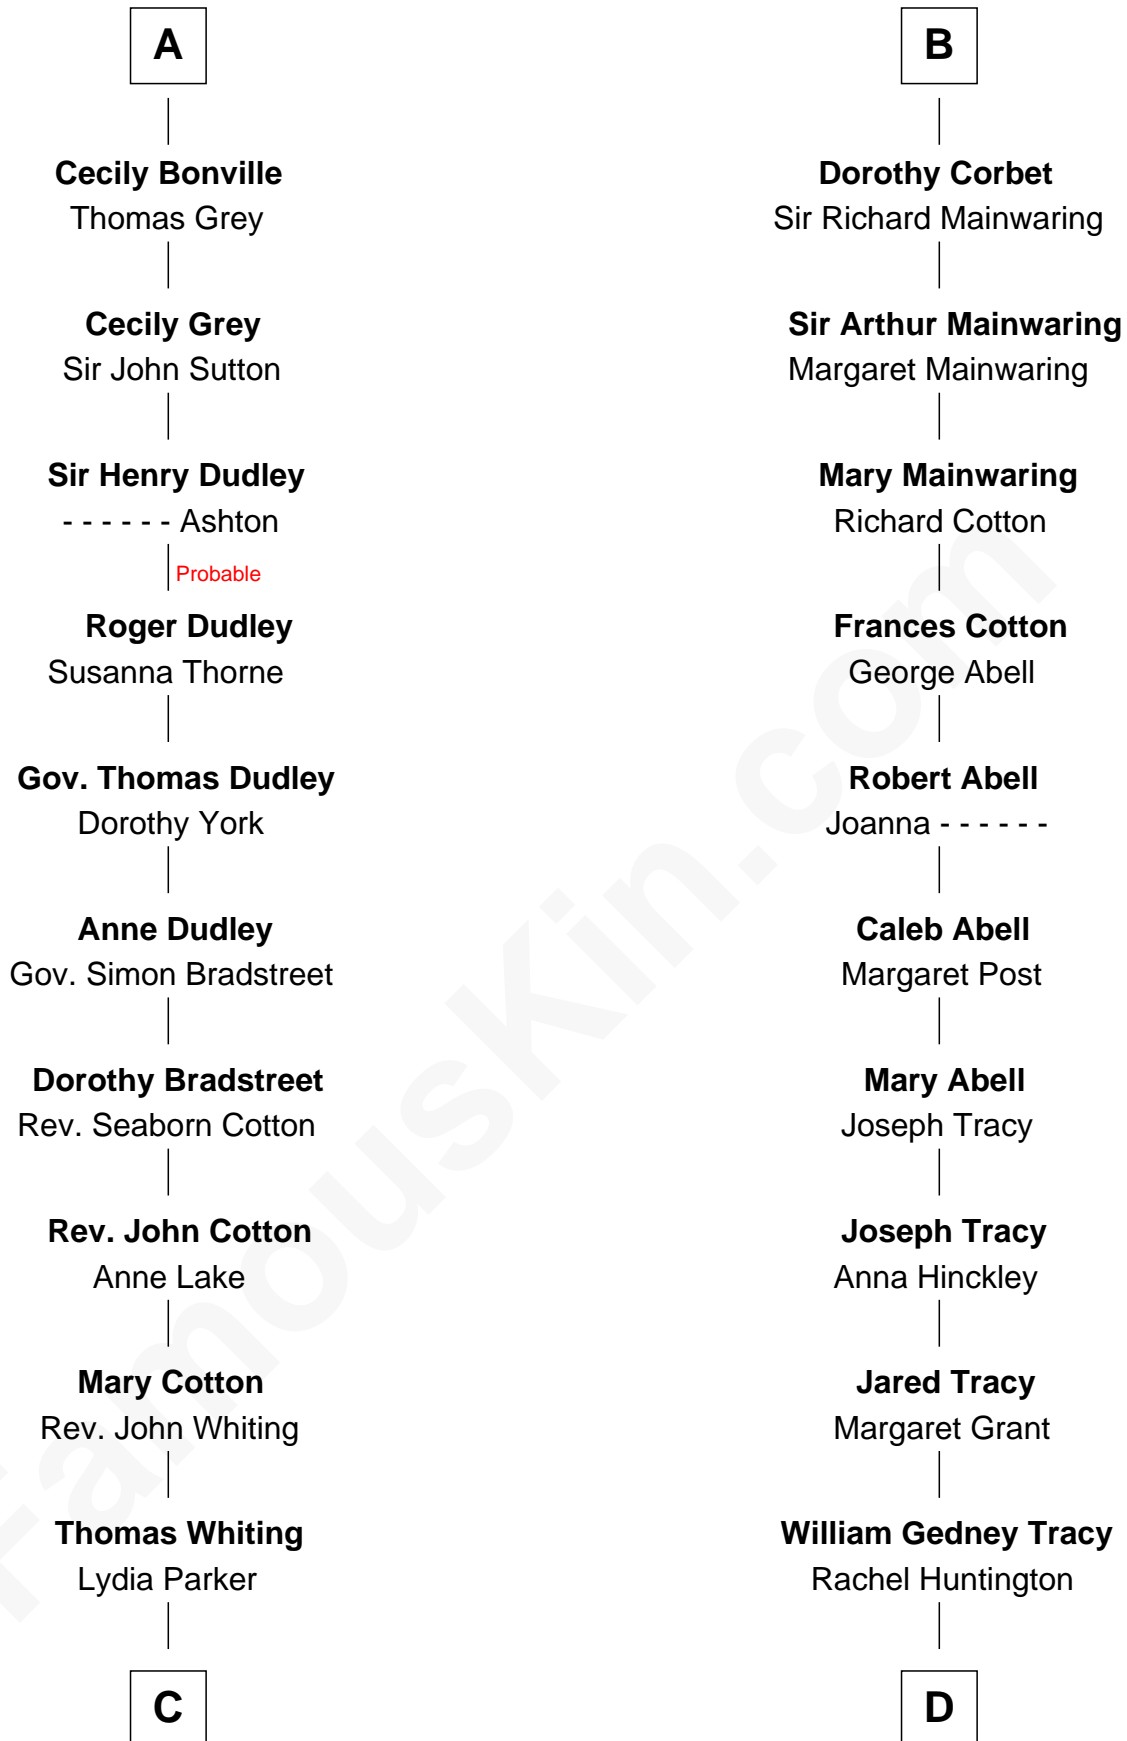 A
Cecily Bonville
Thomas Grey
Cecily Grey
Sir John Sutton
Sir Henry Dudley
- - - - - - Ashton
Probable
Roger Dudley
Susanna Thorne
Gov. Thomas Dudley
Dorothy York
Anne Dudley
Gov. Simon Bradstreet
Dorothy Bradstreet
Rev. Seaborn Cotton
Rev. John Cotton
Anne Lake
Mary Cotton
Rev. John Whiting
Thomas Whiting
Lydia Parker
C
B
Dorothy Corbet
Sir Richard Mainwaring
Sir Arthur Mainwaring
Margaret Mainwaring
Mary Mainwaring
Richard Cotton
Frances Cotton
George Abell
Robert Abell
Joanna - - - - - -
Caleb Abell
Margaret Post
Mary Abell
Joseph Tracy
Joseph Tracy
Anna Hinckley
Jared Tracy
Margaret Grant
William Gedney Tracy
Rachel Huntington
D
FamousKin.com